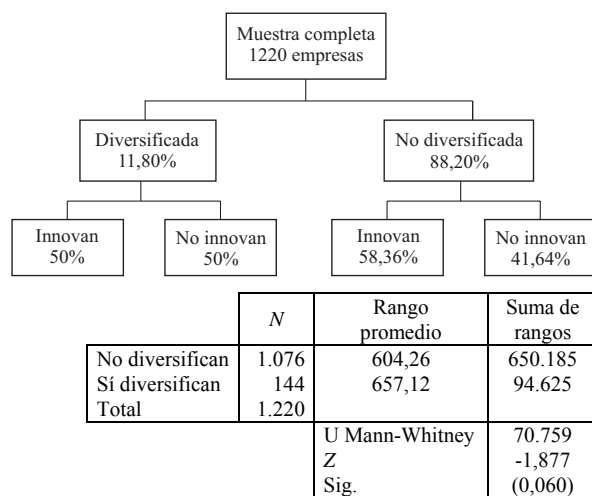 Muestra completa
1220 empresas
Diversificada
11,80%
No diversificada
88,20%
Innovan
50%
No innovan
50%
Innovan
58,36%
No innovan
41,64%
N Rango promedio Suma de rangos
No diversifican 1.076 604,26 650.185
Sí diversifican 144 657,12 94.625
Total 1.220
U Mann-Whitney 70.759
Z -1,877
Sig. (0,060)